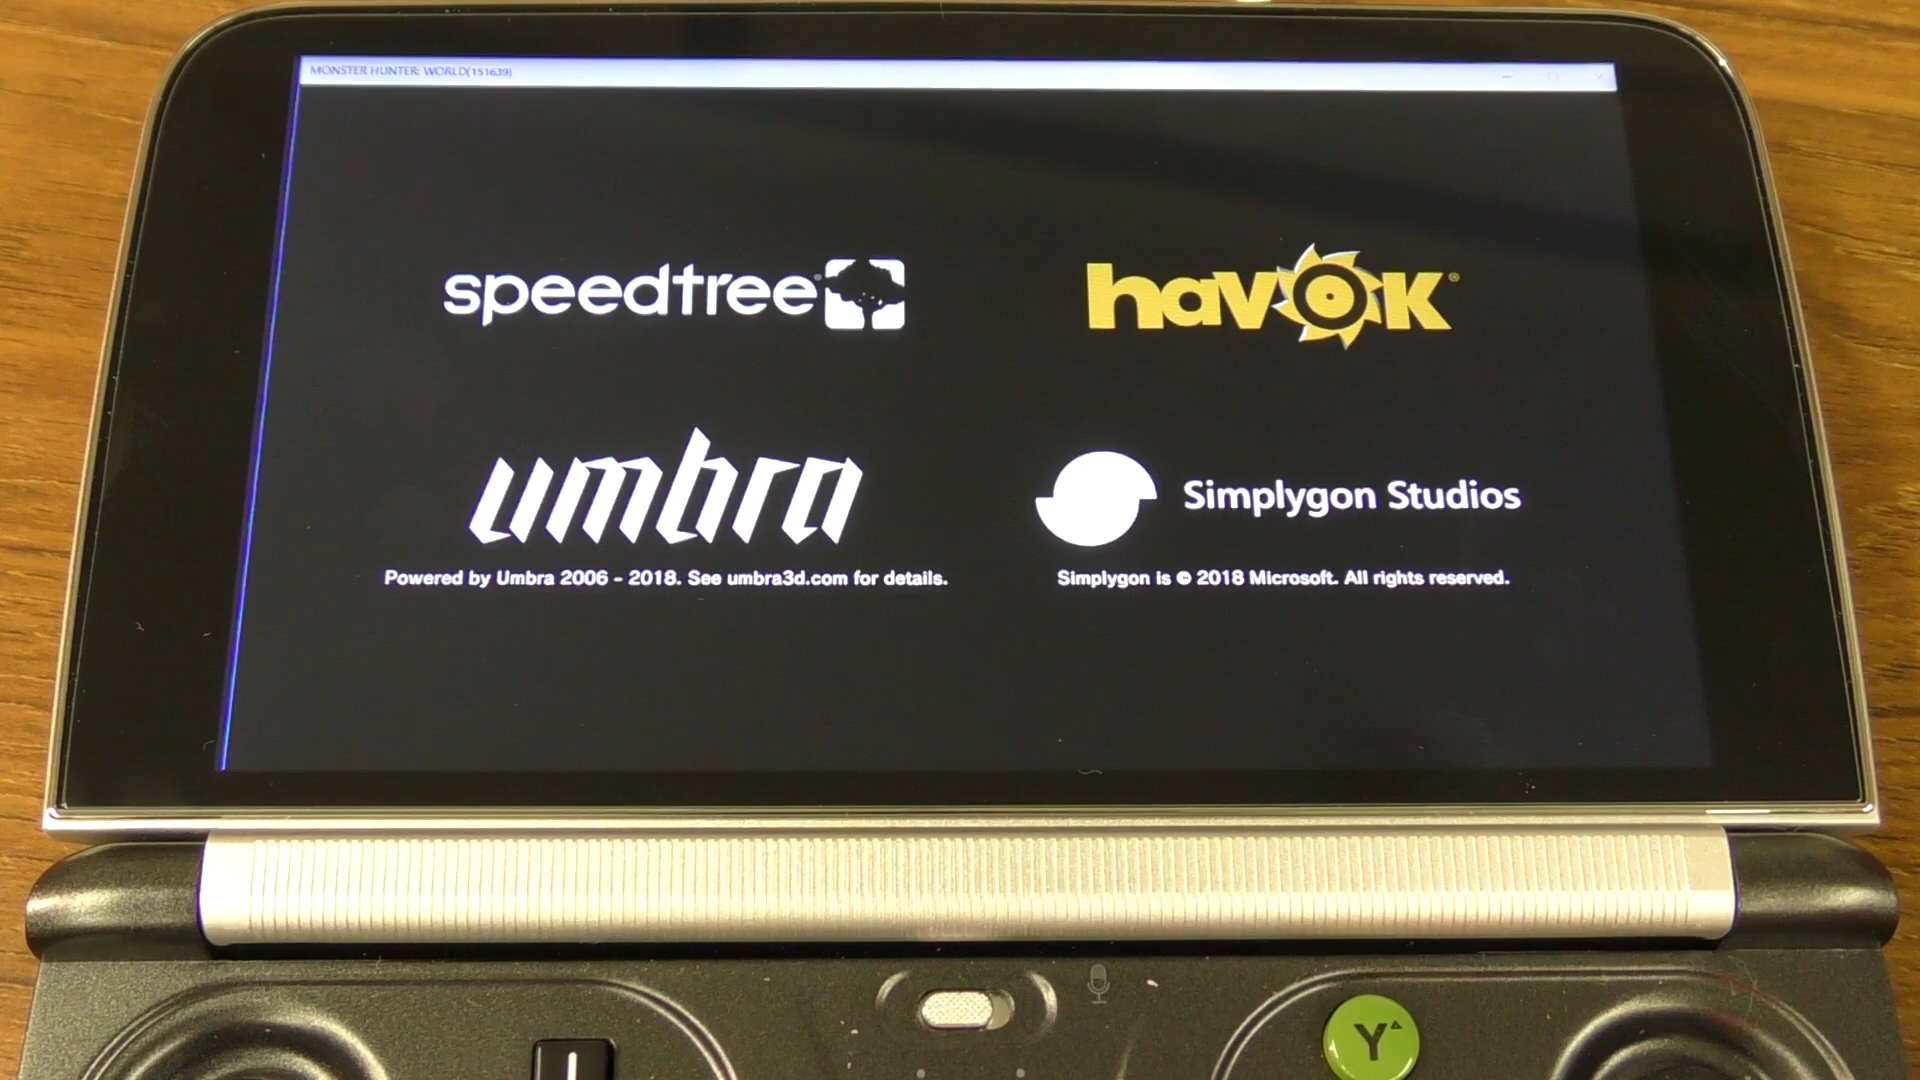 MONSTER HUNTER: WORLD(151639)
speedtree
havok®
umbra
Simplygon Studios
Powered by Umbra 2006 - 2018. See umbra3d.com for details.
Simplygon is © 2018 Microsoft. All rights reserved.
Y